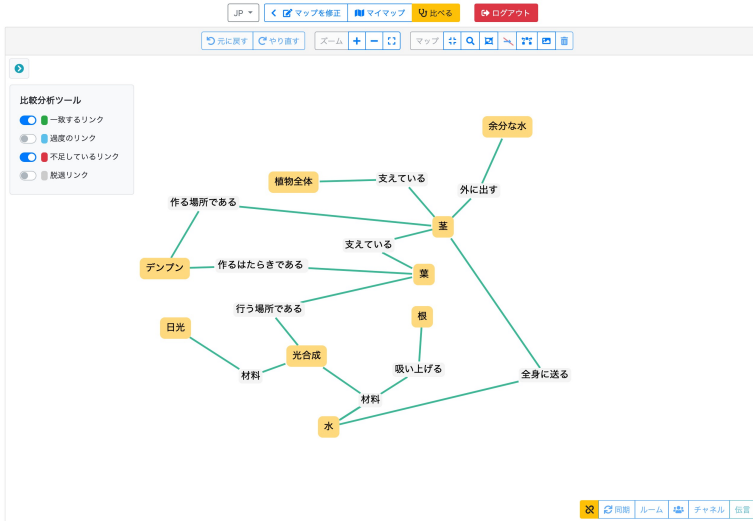 JP マップを修正 マイマップ 比べる ログアウト
元に戻す やり直す ズーム マップ
比較分析ツール
一致するリンク
過度のリンク
不足しているリンク
脱退リンク
余分な水
植物全体 支えている
外に出す
作る場所である
茎
支えている
デンプン 作るはたらきである
葉
行う場所である
根
日光
光合成
吸い上げる
材料
全身に送る
材料
水
同期 ルーム チャネル 伝言